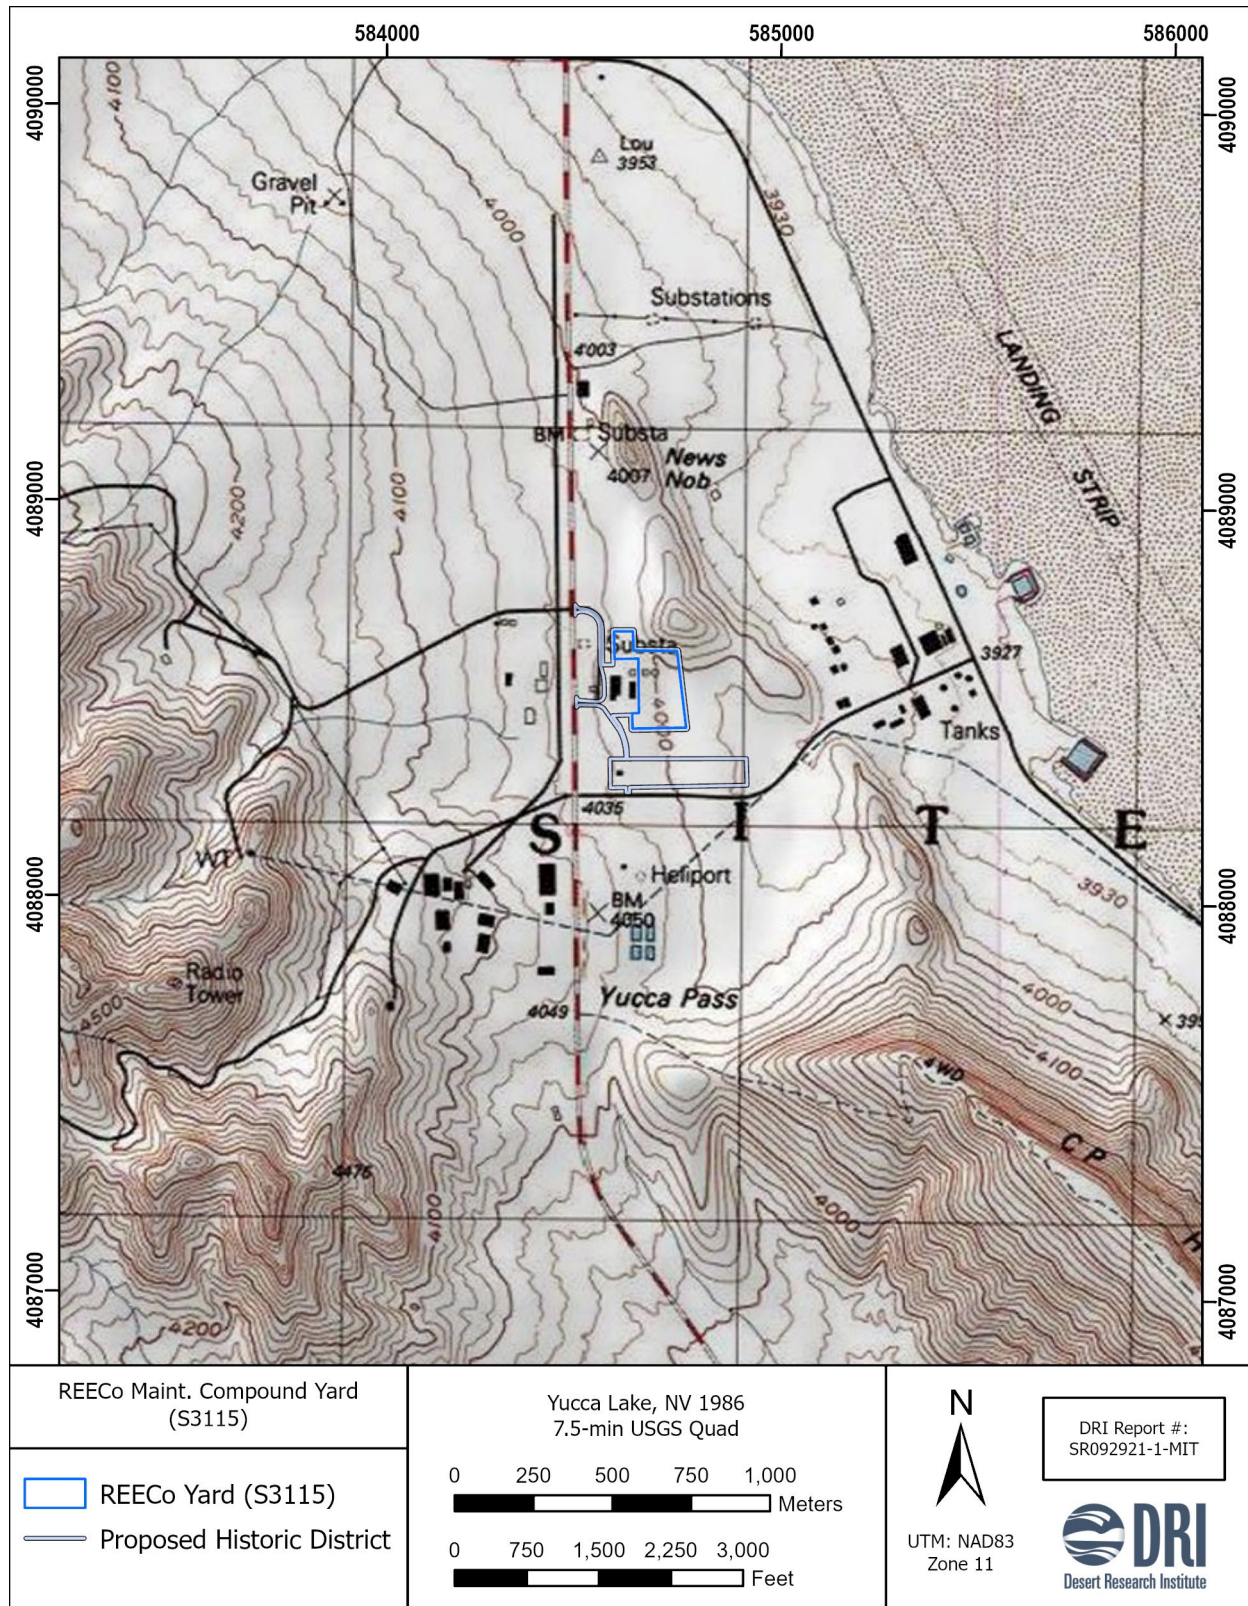 584000
585000
586000
4090000
4090000
4100
Lou
3953
Gravel
Pit
4000
3930
Substations
4003
LANDING
STRIP
BM
Substa
4007
News
Nob
4089000
4089000
4200
4100
Substa
3927
4000
Tanks
4035
S I T E
WT
Heliport
BM
4050
3930
4088000
4088000
Radio
Tower
4500
Yucca Pass
4049
4000
4100
4WD
CP
H
4476
4100
4000
4087000
4087000
4200
REECo Maint. Compound Yard
(S3115)
REECo Yard (S3115)
Proposed Historic District
Yucca Lake, NV 1986
7.5-min USGS Quad
0 250 500 750 1,000
Meters
0 750 1,500 2,250 3,000
Feet
N
UTM: NAD83
Zone 11
DRI Report #:
SR092921-1-MIT
DRI
Desert Research Institute